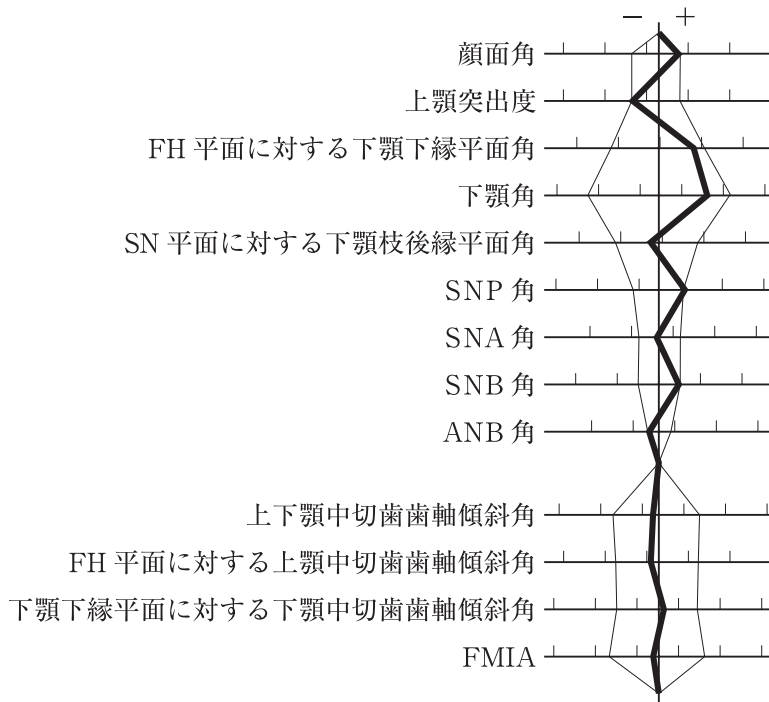 − +
顔面角
上顎突出度
FH 平面に対する下顎下縁平面角
下顎角
SN 平面に対する下顎枝後縁平面角
SNP 角
SNA 角
SNB 角
ANB 角
上下顎中切歯歯軸傾斜角
FH 平面に対する上顎中切歯歯軸傾斜角
下顎下縁平面に対する下顎中切歯歯軸傾斜角
FMIA